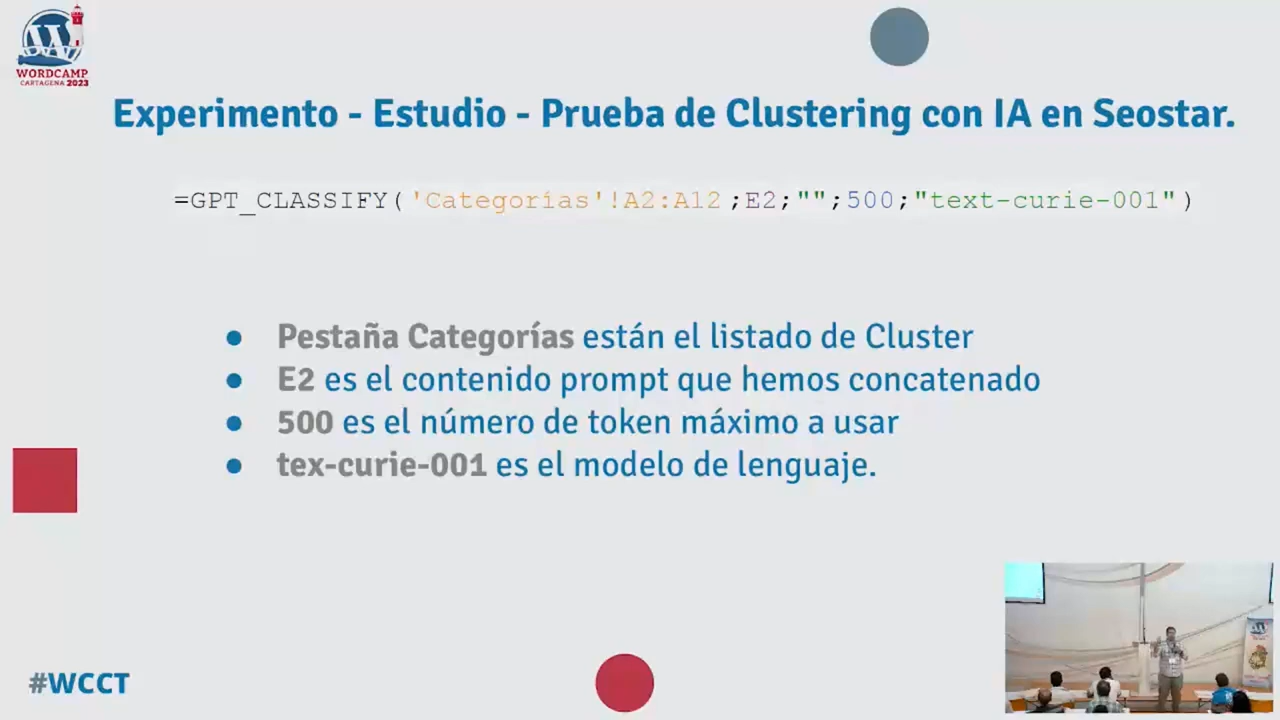 WORDCAMP
CARTAGENA 2023
Experimento - Estudio - Prueba de Clustering con IA en Seostar.
=GPT_CLASSIFY('Categorías'!A2:A12;E2;"";500;"text-curie-001")
● Pestaña Categorías están el listado de Cluster
● E2 es el contenido prompt que hemos concatenado
● 500 es el número de token máximo a usar
● tex-curie-001 es el modelo de lenguaje.
#WCCT